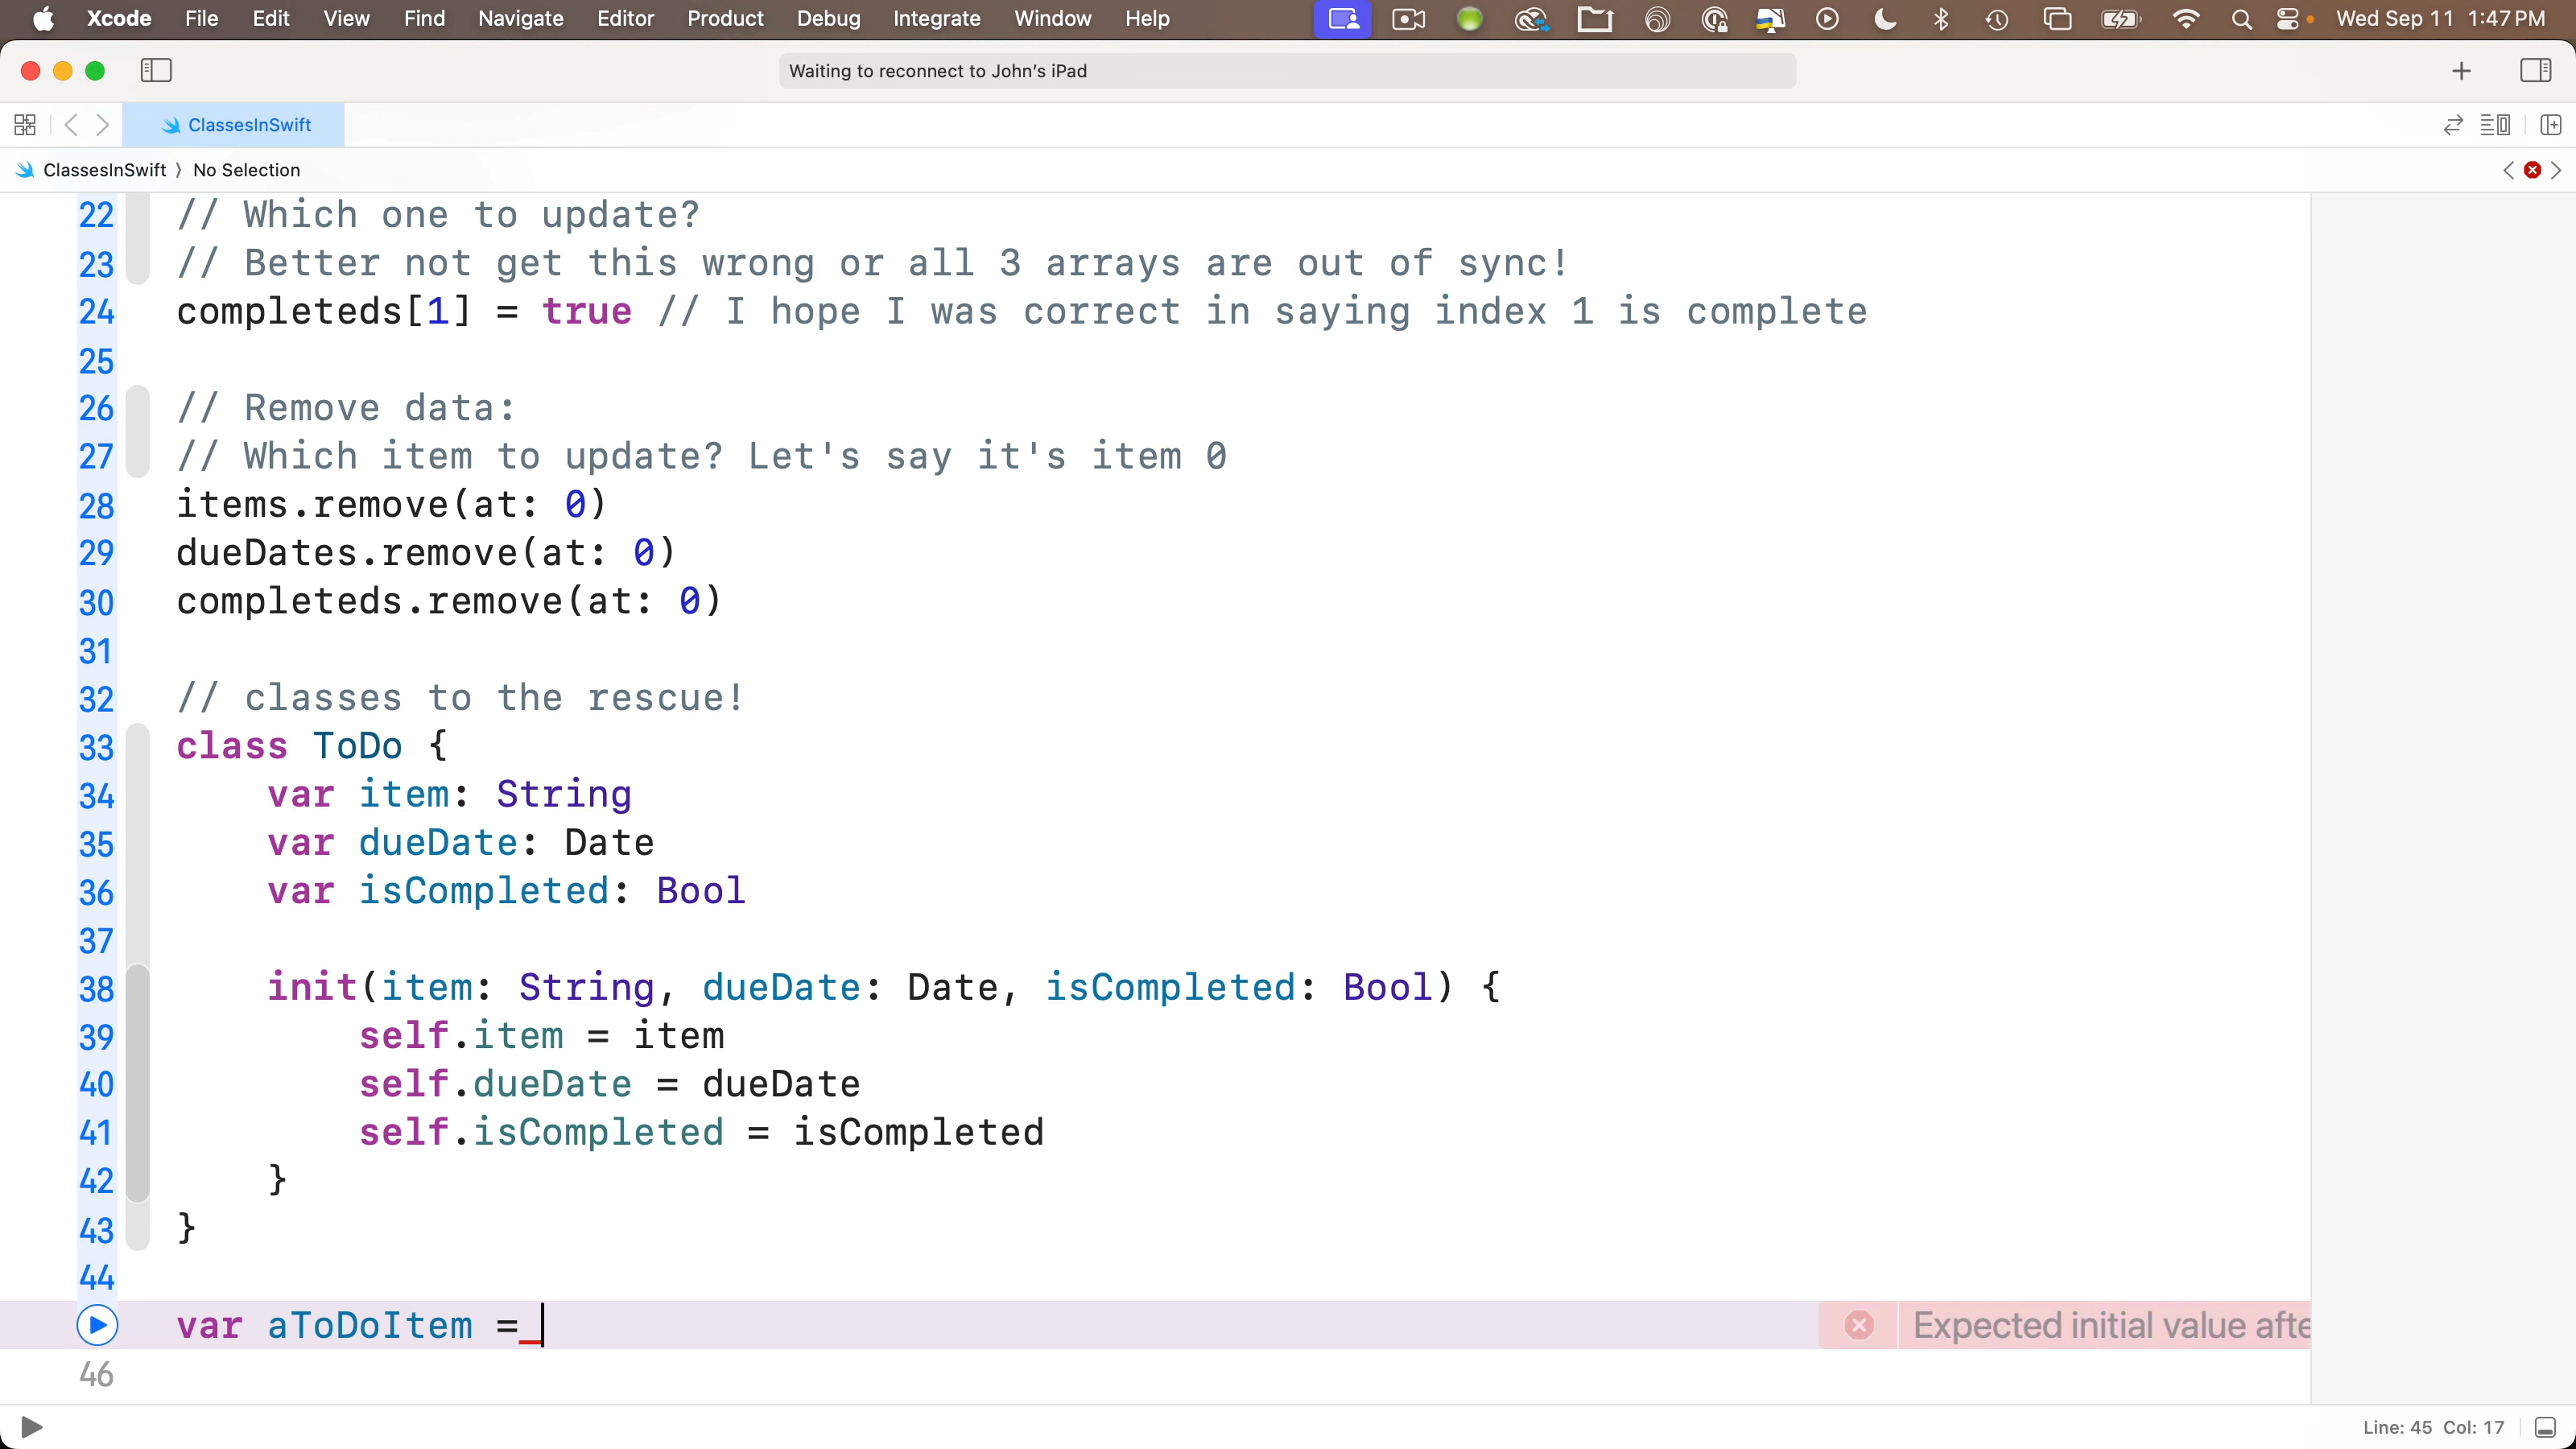 Xcode File Edit View Find Navigate Editor Product Debug Integrate Window Help Wed Sep 11 1:47 PM
Waiting to reconnect to John's iPad
ClassesInSwift
ClassesInSwift 〉 No Selection
22 // Which one to update?
23 // Better not get this wrong or all 3 arrays are out of sync!
24 completeds[1] = true // I hope I was correct in saying index 1 is complete
25
26 // Remove data:
27 // Which item to update? Let's say it's item 0
28 items.remove(at: 0)
29 dueDates.remove(at: 0)
30 completeds.remove(at: 0)
31
32 // classes to the rescue!
33 class ToDo {
34 var item: String
35 var dueDate: Date
36 var isCompleted: Bool
37
38 init(item: String, dueDate: Date, isCompleted: Bool) {
39 self.item = item
40 self.dueDate = dueDate
41 self.isCompleted = isCompleted
42 }
43 }
44
var aToDoItem = Expected initial value afte
46
Line: 45 Col: 17